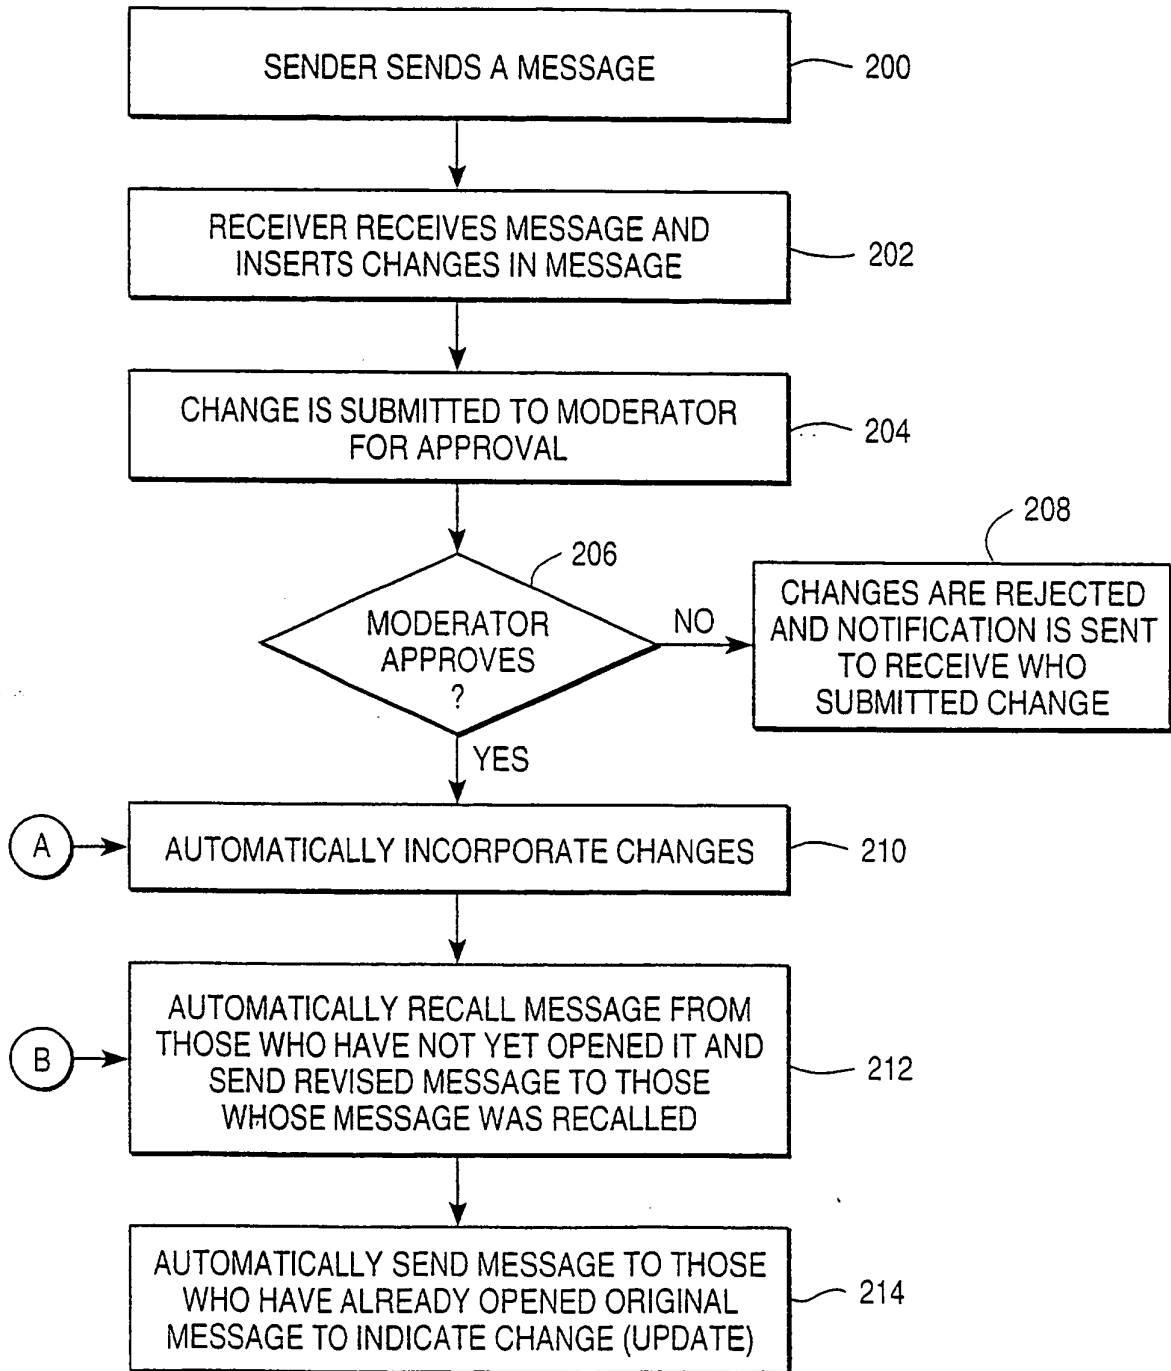 SENDER SENDS A MESSAGE
200
RECEIVER RECEIVES MESSAGE AND
INSERTS CHANGES IN MESSAGE
202
CHANGE IS SUBMITTED TO MODERATOR
FOR APPROVAL
204
206
MODERATOR
APPROVES
?
NO
208
CHANGES ARE REJECTED
AND NOTIFICATION IS SENT
TO RECEIVE WHO
SUBMITTED CHANGE
YES
A
AUTOMATICALLY INCORPORATE CHANGES
210
B
AUTOMATICALLY RECALL MESSAGE FROM
THOSE WHO HAVE NOT YET OPENED IT AND
SEND REVISED MESSAGE TO THOSE
WHOSE MESSAGE WAS RECALLED
212
AUTOMATICALLY SEND MESSAGE TO THOSE
WHO HAVE ALREADY OPENED ORIGINAL
MESSAGE TO INDICATE CHANGE (UPDATE)
214